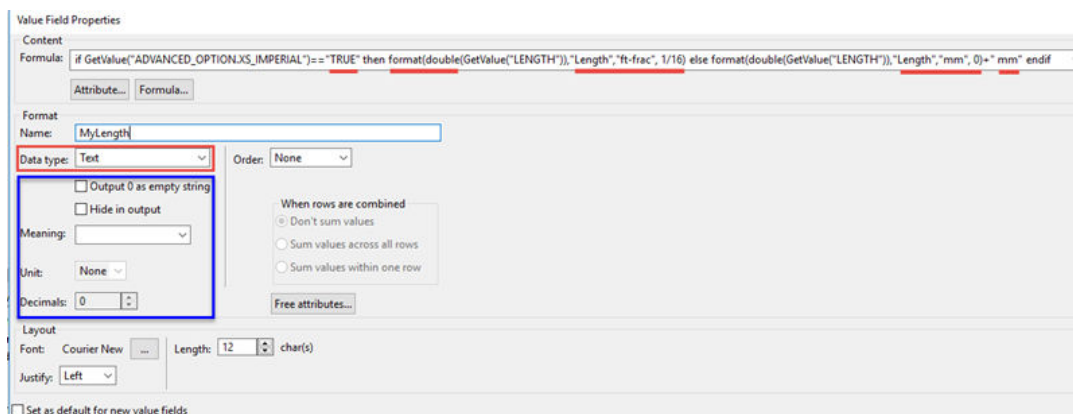 Value Field Properties
Content
Formula: if GetValue("ADVANCED_OPTION.XS_IMPERIAL")=="TRUE" then format(double(GetValue("LENGTH")),"Length","ft-frac", 1/16) else format(double(GetValue("LENGTH")),"Length","mm", 0)+" mm" endif
Attribute... Formula...
Format
Name: MyLength
Data type: Text Order: None
Output 0 as empty string
Hide in output
When rows are combined
Don't sum values
Meaning:
Sum values across all rows
Sum values within one row
Unit: None
Decimals: 0
Free attributes...
Layout
Font: Courier New ... Length: 12 char(s)
Justify: Left
Set as default for new value fields